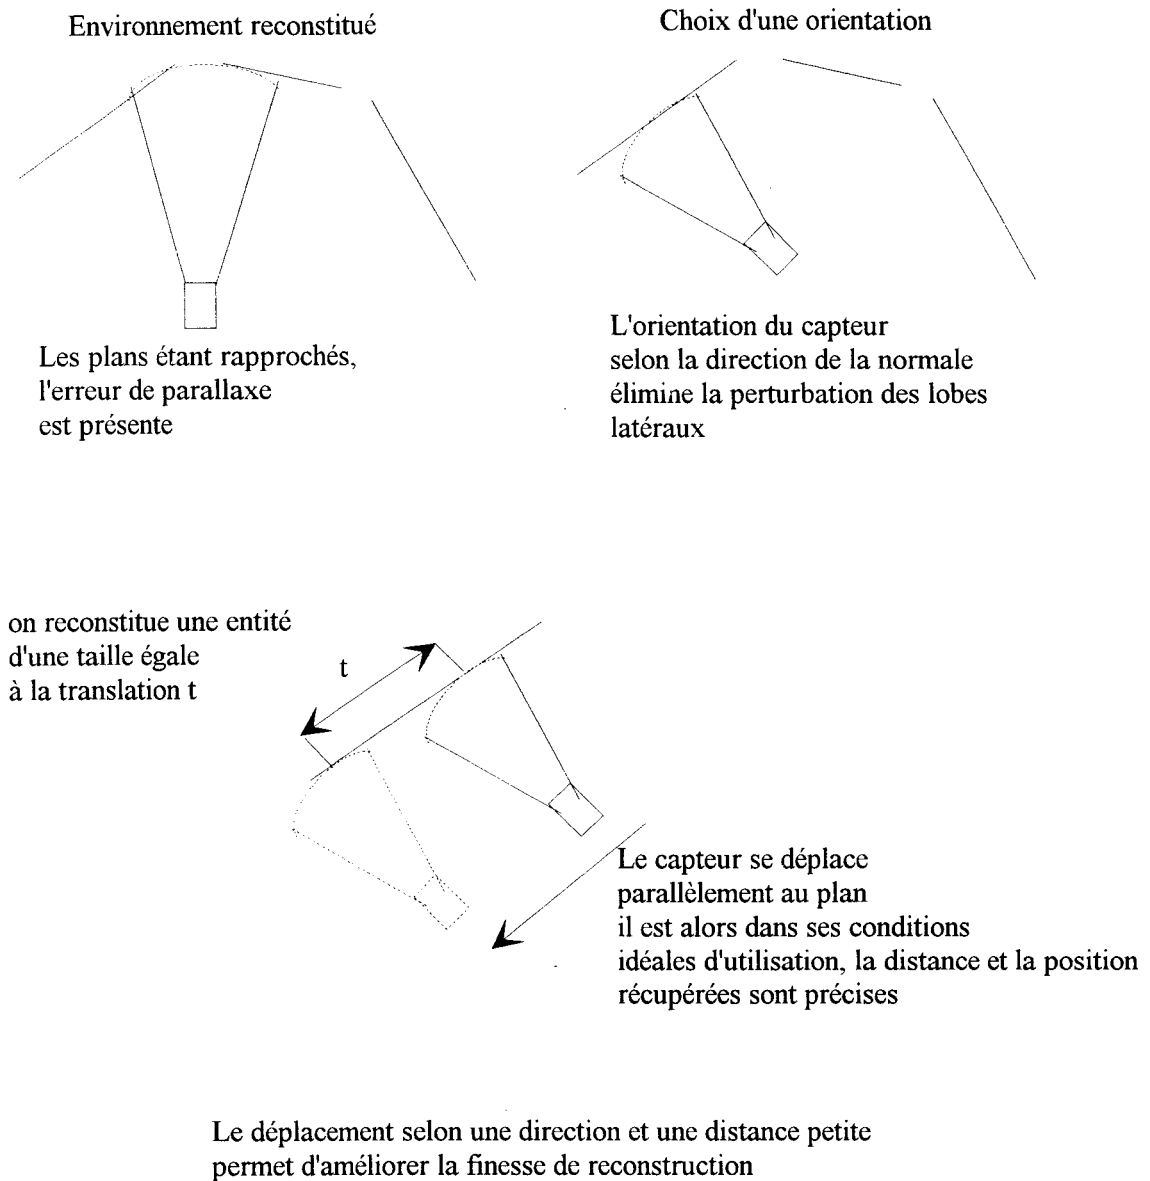 Environnement reconstitué
Choix d'une orientation
Les plans étant rapprochés,
l'erreur de parallaxe
est présente
L'orientation du capteur
selon la direction de la normale
élimine la perturbation des lobes
latéraux
on reconstitue une entité
d'une taille égale
à la translation t
t
Le capteur se déplace
parallèlement au plan
il est alors dans ses conditions
idéales d'utilisation, la distance et la position
récupérées sont précises
Le déplacement selon une direction et une distance petite
permet d'améliorer la finesse de reconstruction